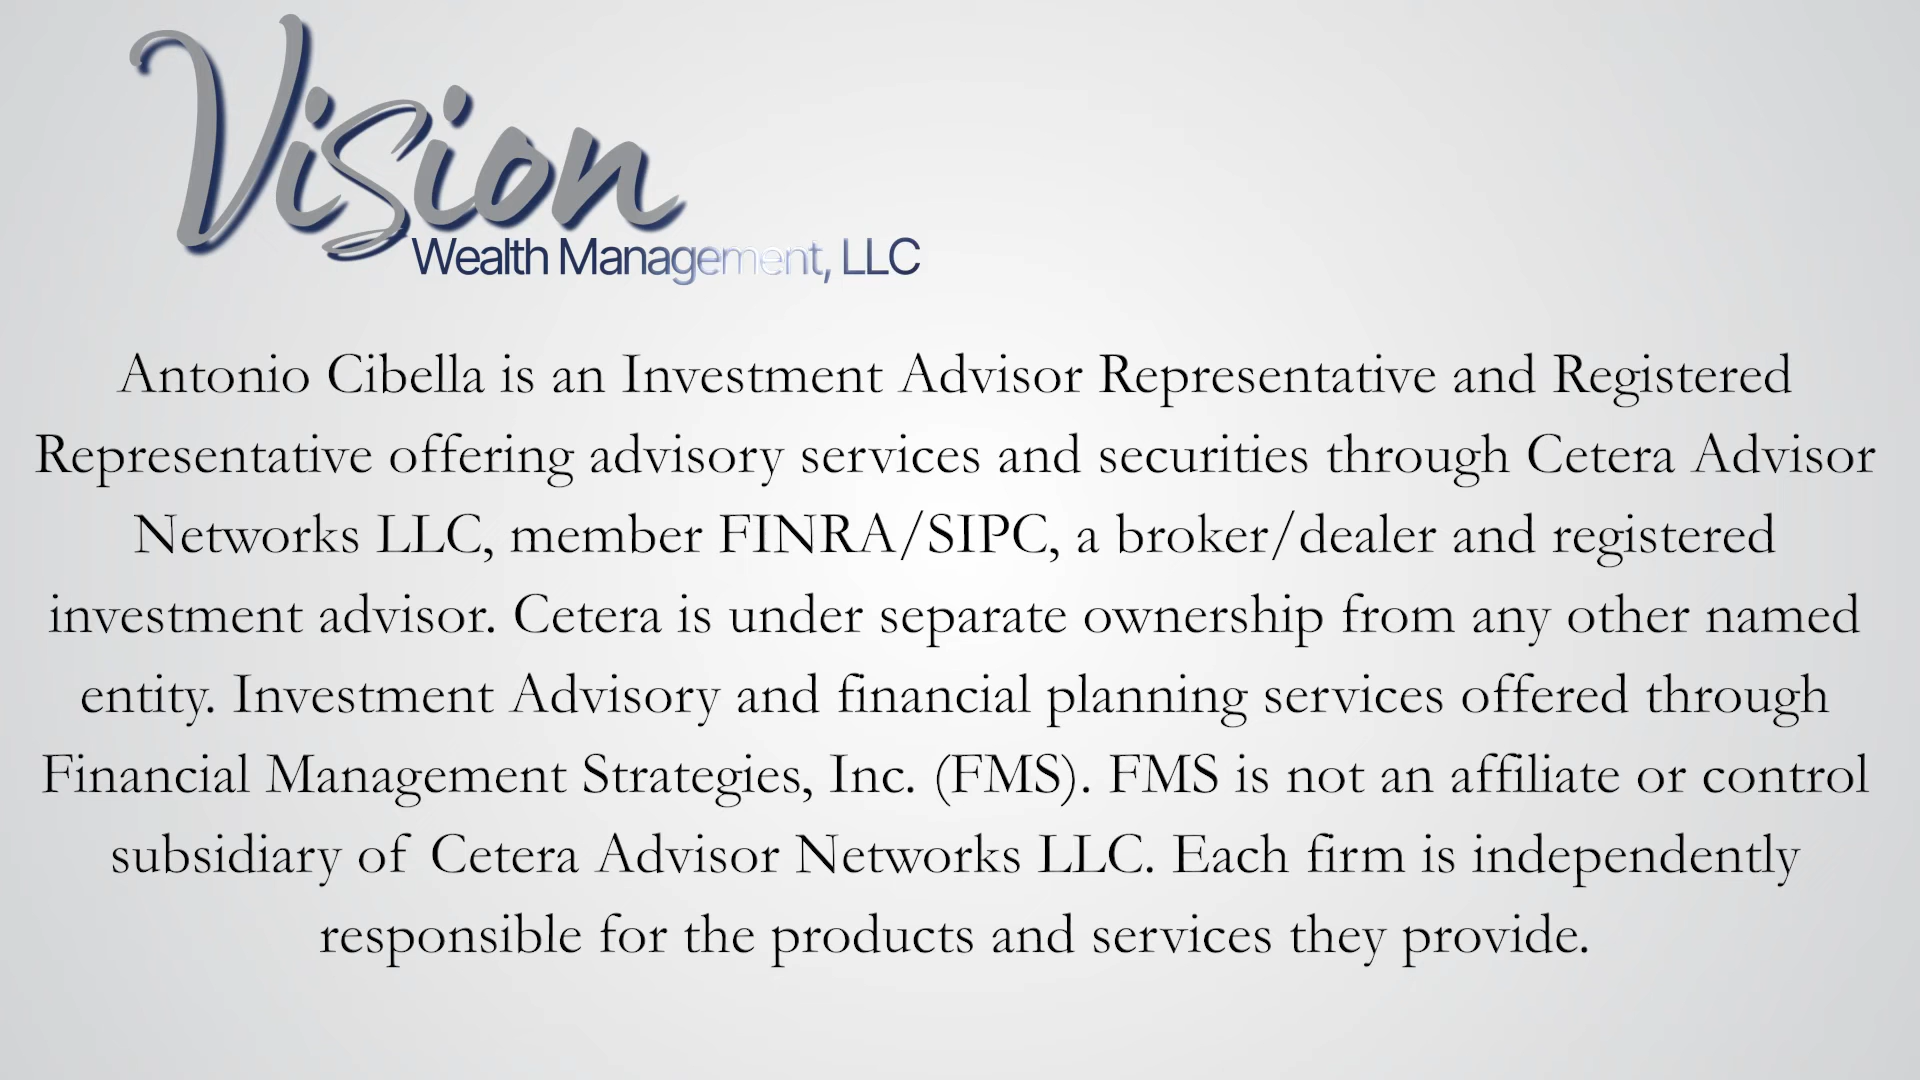 Vision
Wealth Management, LLC
Antonio Cibella is an Investment Advisor Representative and Registered
Representative offering advisory services and securities through Cetera Advisor
Networks LLC, member FINRA/SIPC, a broker/dealer and registered
investment advisor. Cetera is under separate ownership from any other named
entity. Investment Advisory and financial planning services offered through
Financial Management Strategies, Inc. (FMS). FMS is not an affiliate or control
subsidiary of Cetera Advisor Networks LLC. Each firm is independently
responsible for the products and services they provide.